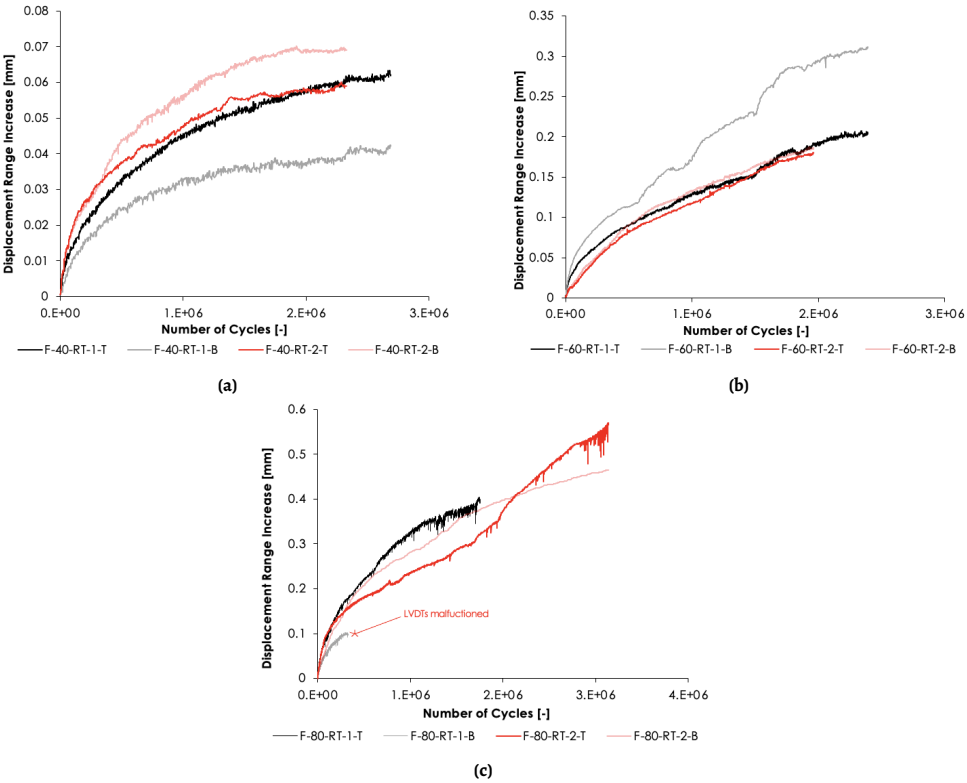 0.08
0.07
0.06
0.05
0.04
0.03
0.02
0.01
0
Displacement Range Increase [mm]
0.E+00 1.E+06 2.E+06 3.E+06
Number of Cycles [-]
F-40-RT-1-T F-40-RT-1-B F-40-RT-2-T F-40-RT-2-B
(a)
0.35
0.3
0.25
0.2
0.15
0.1
0.05
0
Displacement Range Increase [mm]
0.E+00 1.E+06 2.E+06 3.E+06
Number of Cycles [-]
F-60-RT-1-T F-60-RT-1-B F-60-RT-2-T F-60-RT-2-B
(b)
0.6
0.5
0.4
0.3
0.2
0.1
0
Displacement Range Increase [mm]
LVDTs malfuctioned
0.E+00 1.E+06 2.E+06 3.E+06 4.E+06
Number of Cycles [-]
F-80-RT-1-T F-80-RT-1-B F-80-RT-2-T F-80-RT-2-B
(c)